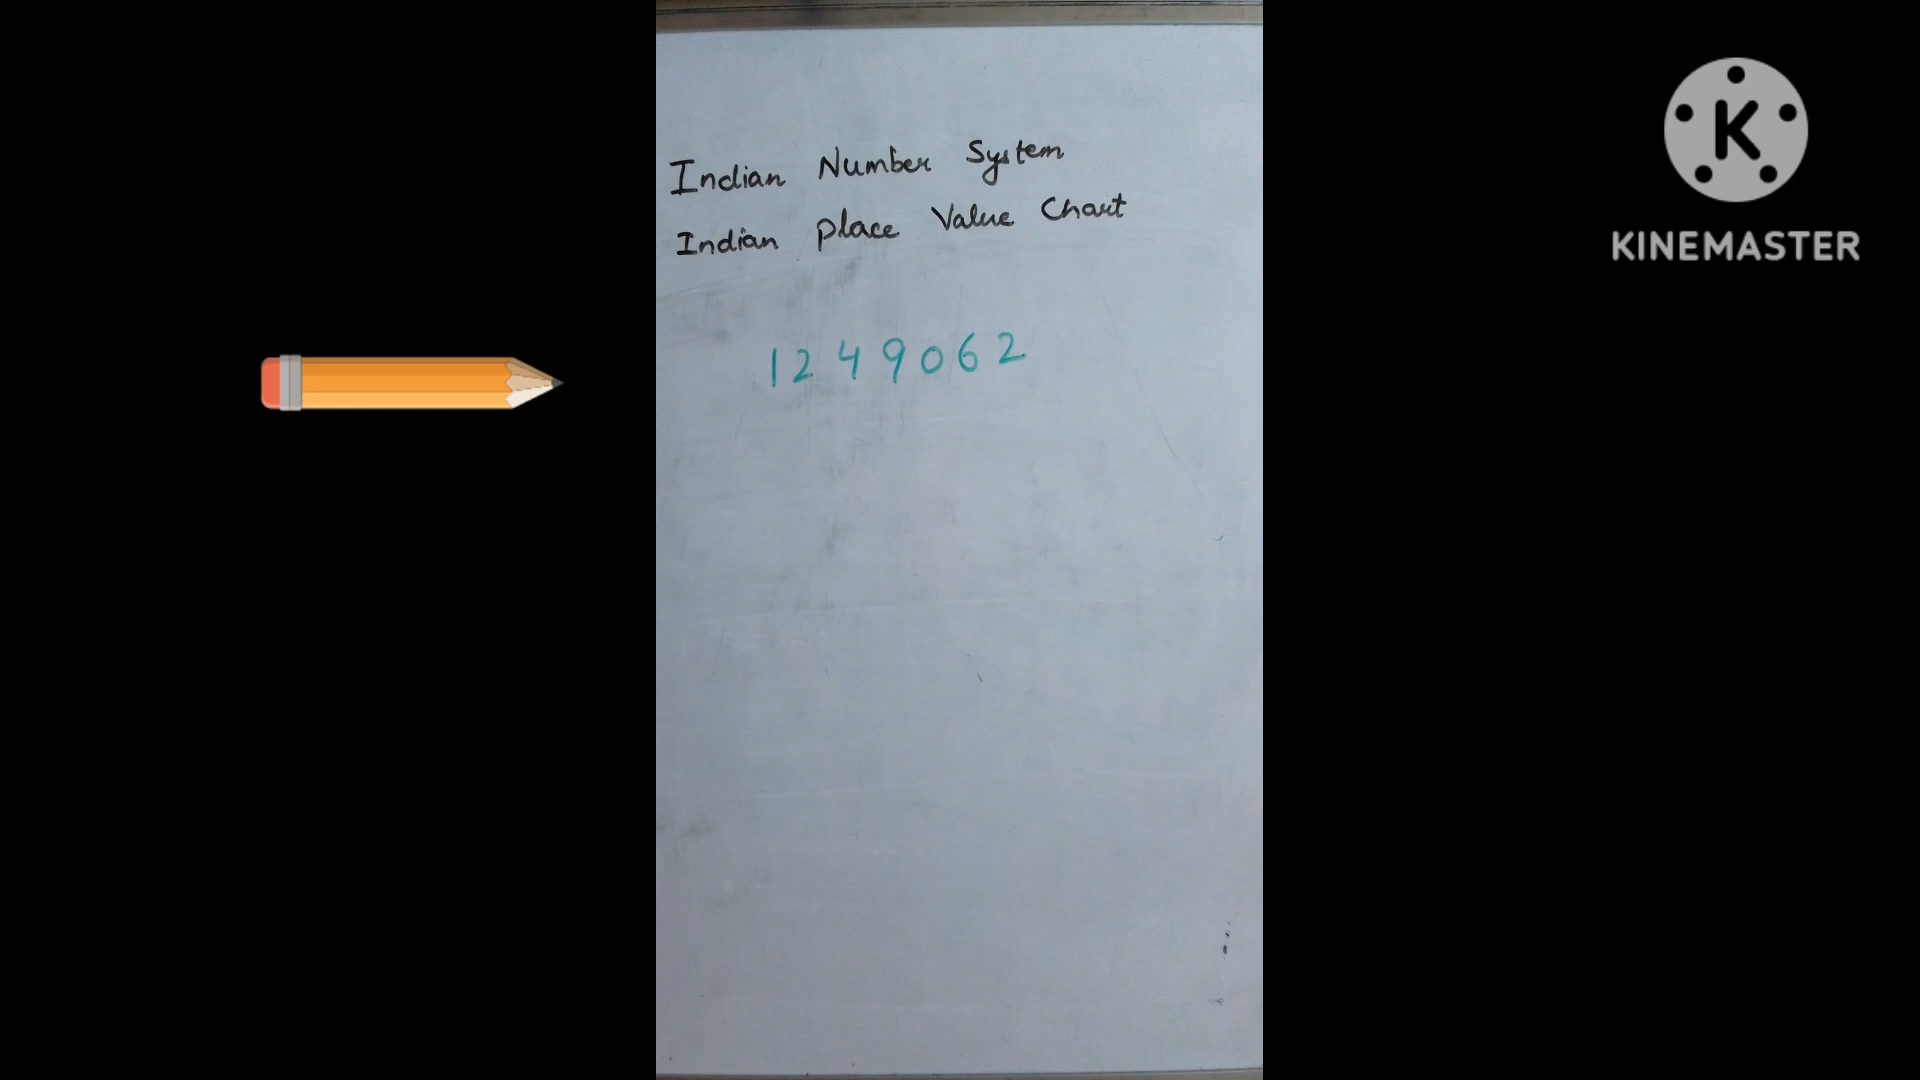 Indian Number System
Indian Place Value Chart
1249062
K
KINEMASTER